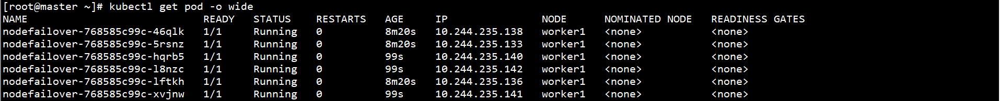 [root@master ~]# kubectl get pod -o wide
NAME READY STATUS RESTARTS AGE IP NODE NOMINATED NODE READINESS GATES
nodefailover-768585c99c-46qlk 1/1 Running 0 8m20s 10.244.235.138 worker1 <none> <none>
nodefailover-768585c99c-5rsnz 1/1 Running 0 8m20s 10.244.235.133 worker1 <none> <none>
nodefailover-768585c99c-hqrb5 1/1 Running 0 99s 10.244.235.140 worker1 <none> <none>
nodefailover-768585c99c-l8nzc 1/1 Running 0 99s 10.244.235.142 worker1 <none> <none>
nodefailover-768585c99c-lftkh 1/1 Running 0 8m20s 10.244.235.136 worker1 <none> <none>
nodefailover-768585c99c-xvjnw 1/1 Running 0 99s 10.244.235.141 worker1 <none> <none>